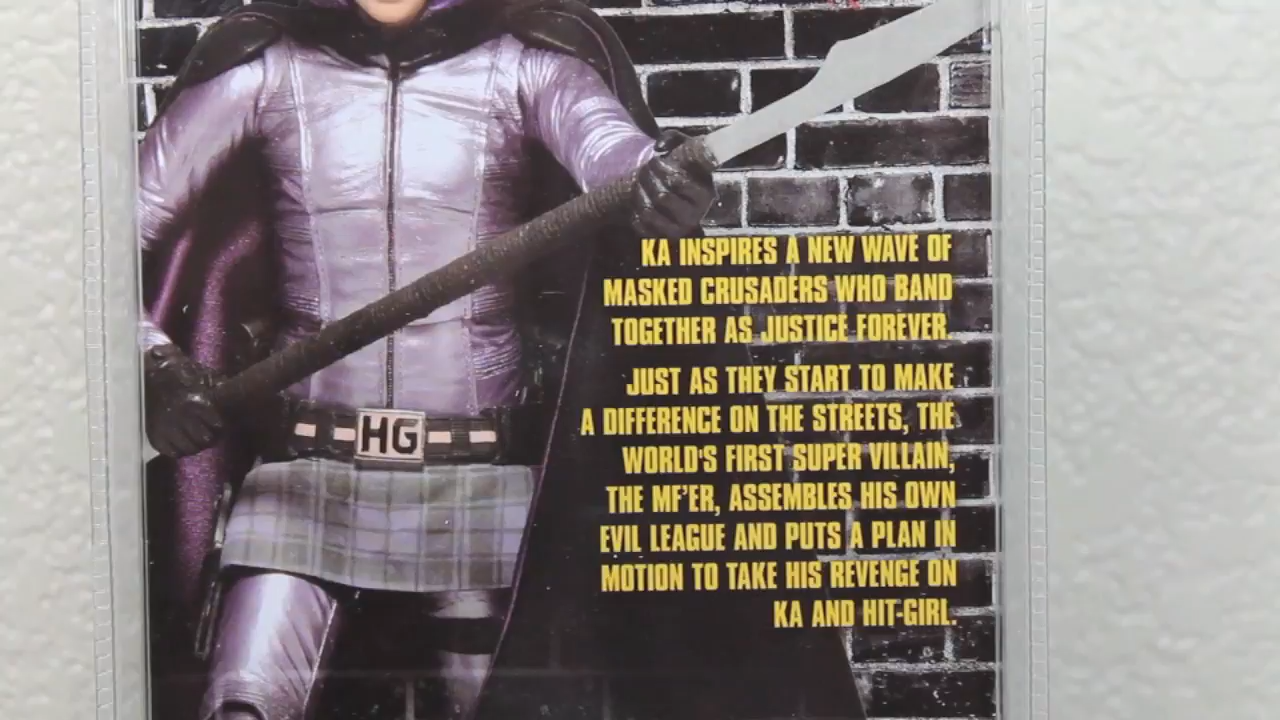 KA INSPIRES A NEW WAVE OF
MASKED CRUSADERS WHO BAND
TOGETHER AS JUSTICE FOREVER.
JUST AS THEY START TO MAKE
A DIFFERENCE ON THE STREETS, THE
WORLD'S FIRST SUPER VILLAIN,
THE MF'ER, ASSEMBLES HIS OWN
EVIL LEAGUE AND PUTS A PLAN IN
MOTION TO TAKE HIS REVENGE ON
KA AND HIT-GIRL.
HG